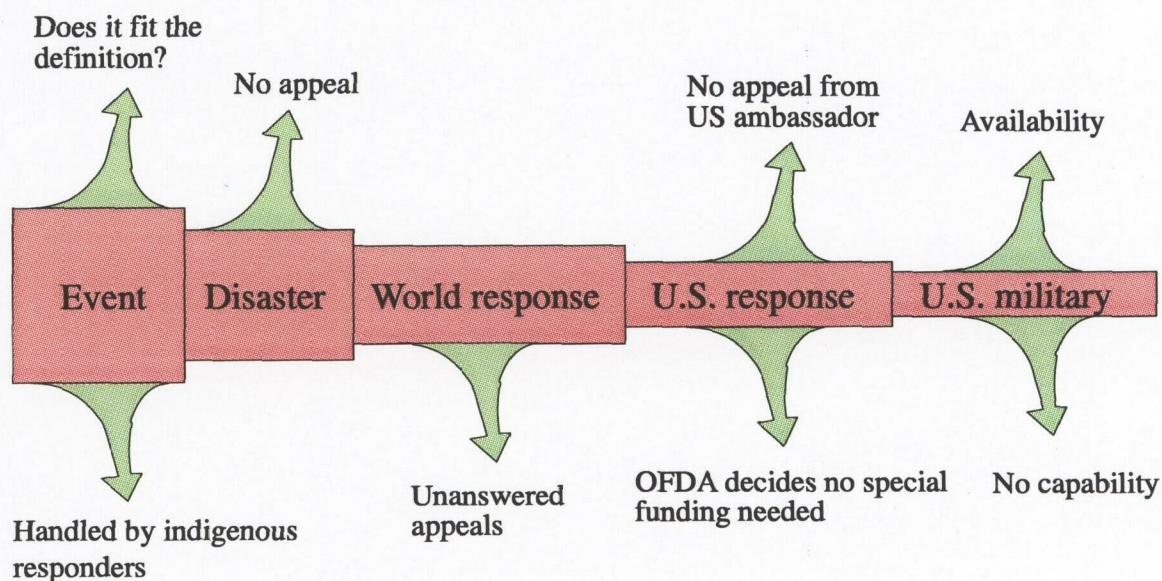 Does it fit the
definition?
No appeal
No appeal from
US ambassador
Availability
Event
Disaster
World response
U.S. response
U.S. military
Handled by indigenous
responders
Unanswered
appeals
OFDA decides no special
funding needed
No capability